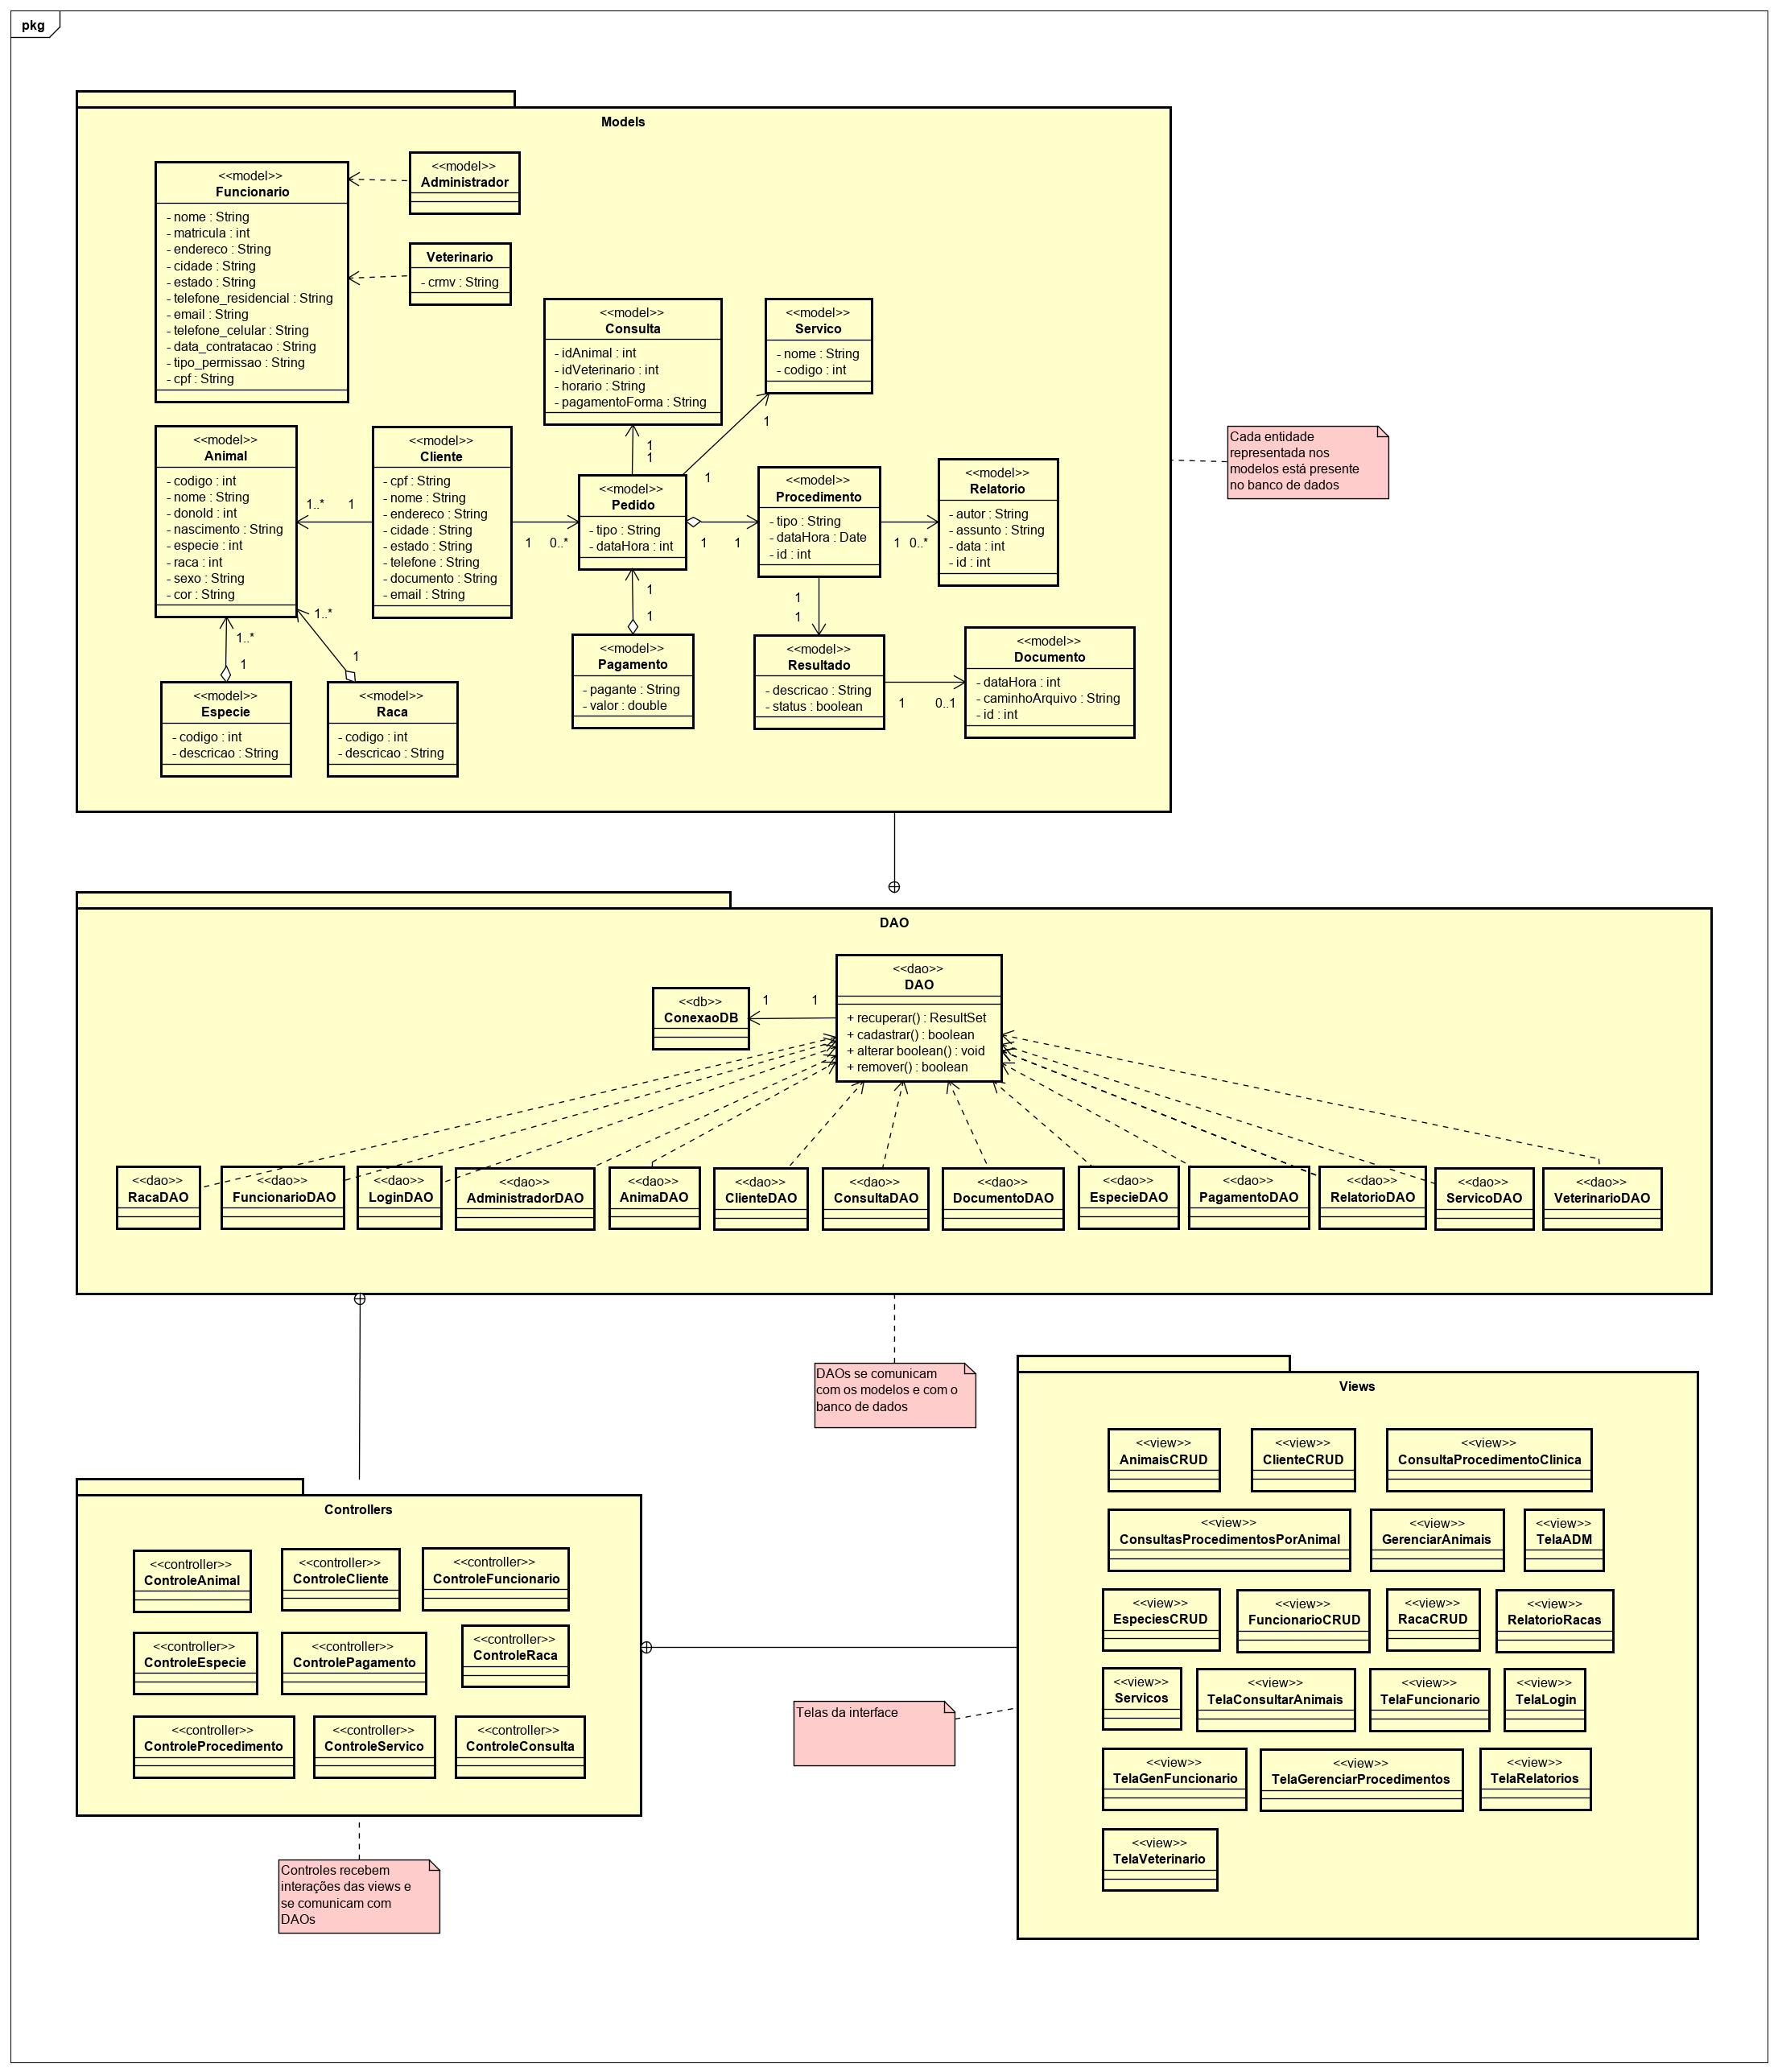 pkg
Models
<<model>>
Funcionario
- nome : String
- matricula : int
- endereco : String
- cidade : String
- estado : String
- telefone_residencial : String
- email : String
- telefone_celular : String
- data_contratacao : String
- tipo_permissao : String
- cpf : String
<<model>>
Administrador
Veterinario
- crmv : String
<<model>>
Consulta
- idAnimal : int
- idVeterinario : int
- horario : String
- pagamentoForma : String
<<model>>
Servico
- nome : String
- codigo : int
1
1
1
1
<<model>>
Animal
- codigo : int
- nome : String
- donoId : int
- nascimento : String
- especie : int
- raca : int
- sexo : String
- cor : String
1..*
1
<<model>>
Cliente
- cpf : String
- nome : String
- endereco : String
- cidade : String
- estado : String
- telefone : String
- documento : String
- email : String
1
0..*
<<model>>
Pedido
- tipo : String
- dataHora : int
1
1
<<model>>
Procedimento
- tipo : String
- dataHora : Date
- id : int
1
0..*
<<model>>
Relatorio
- autor : String
- assunto : String
- data : int
- id : int
Cada entidade
representada nos
modelos está presente
no banco de dados
1
1
1
1
1..*
1
1..*
1
<<model>>
Especie
- codigo : int
- descricao : String
<<model>>
Raca
- codigo : int
- descricao : String
<<model>>
Pagamento
- pagante : String
- valor : double
<<model>>
Resultado
- descricao : String
- status : boolean
1
0..1
<<model>>
Documento
- dataHora : int
- caminhoArquivo : String
- id : int
DAO
<<db>>
ConexaoDB
1
1
<<dao>>
DAO
+ recuperar() : ResultSet
+ cadastrar() : boolean
+ alterar boolean() : void
+ remover() : boolean
<<dao>>
RacaDAO
<<dao>>
FuncionarioDAO
<<dao>>
LoginDAO
<<dao>>
AdministradorDAO
<<dao>>
AnimaDAO
<<dao>>
ClienteDAO
<<dao>>
ConsultaDAO
<<dao>>
DocumentoDAO
<<dao>>
EspecieDAO
<<dao>>
PagamentoDAO
<<dao>>
RelatorioDAO
<<dao>>
ServicoDAO
<<dao>>
VeterinarioDAO
DAOs se comunicam
com os modelos e com o
banco de dados
Controllers
<<controller>>
ControleAnimal
<<controller>>
ControleCliente
<<controller>>
ControleFuncionario
<<controller>>
ControleEspecie
<<controller>>
ControlePagamento
<<controller>>
ControleRaca
<<controller>>
ControleProcedimento
<<controller>>
ControleServico
<<controller>>
ControleConsulta
Controles recebem
interações das views e
se comunicam com
DAOs
Views
<<view>>
AnimaisCRUD
<<view>>
ClienteCRUD
<<view>>
ConsultaProcedimentoClinica
<<view>>
ConsultasProcedimentosPorAnimal
<<view>>
GerenciarAnimais
<<view>>
TelaADM
<<view>>
EspeciesCRUD
<<view>>
FuncionarioCRUD
<<view>>
RacaCRUD
<<view>>
RelatorioRacas
<<view>>
Servicos
<<view>>
TelaConsultarAnimais
<<view>>
TelaFuncionario
<<view>>
TelaLogin
<<view>>
TelaGenFuncionario
<<view>>
TelaGerenciarProcedimentos
<<view>>
TelaRelatorios
<<view>>
TelaVeterinario
Telas da interface